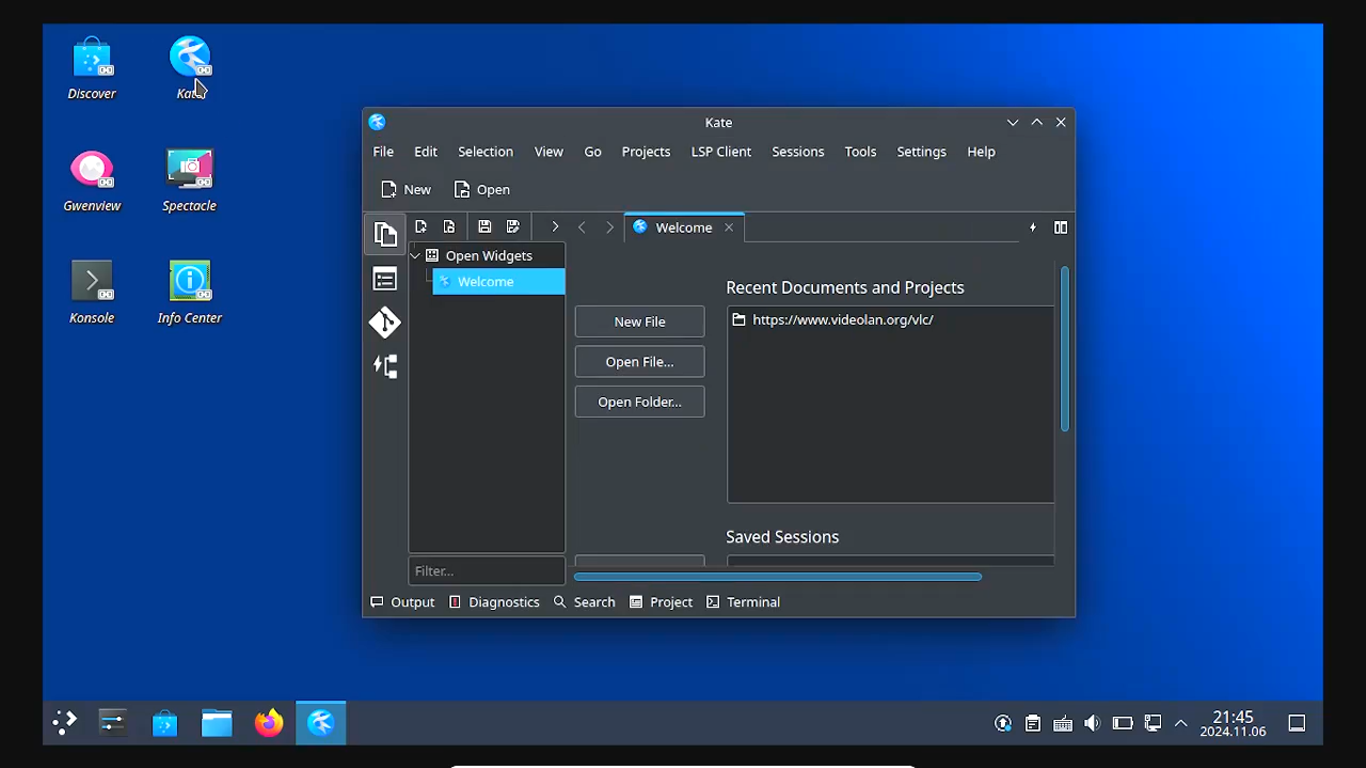 Discover
Kate
Gwenview
Spectacle
Konsole
Info Center
Kate
File Edit Selection View Go Projects LSP Client Sessions Tools Settings Help
New Open
Welcome
Open Widgets
Welcome
Filter...
New File
Open File...
Open Folder...
Recent Documents and Projects
https://www.videolan.org/vlc/
Saved Sessions
Output Diagnostics Search Project Terminal
21:45
2024.11.06